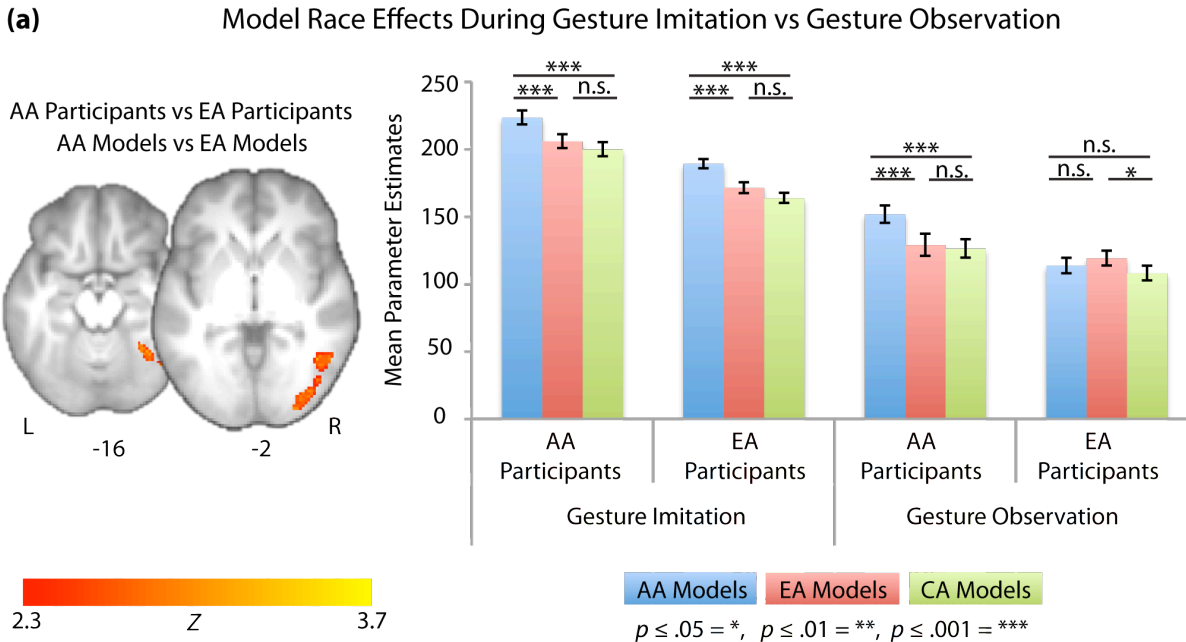 (a) Model Race Effects During Gesture Imitation vs Gesture Observation
AA Participants vs EA Participants
AA Models vs EA Models
L
R
-16
-2
2.3
Z
3.7
Mean Parameter Estimates
250
200
150
100
50
0
***
*** n.s.
***
*** n.s.
***
*** n.s.
n.s.
n.s. *
AA
Participants
EA
Participants
AA
Participants
EA
Participants
Gesture Imitation
Gesture Observation
AA Models EA Models CA Models
p ≤ .05 = *, p ≤ .01 = **, p ≤ .001 = ***